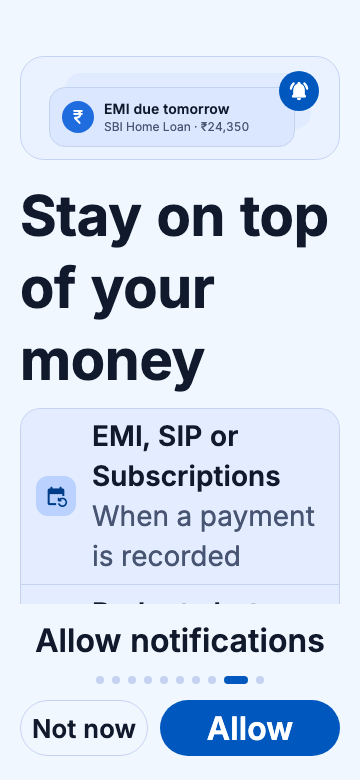 EMI due tomorrow
SBI Home Loan · ₹24,350
Stay on top
of your
money
EMI, SIP or
Subscriptions
When a payment
is recorded
Allow notifications
Not now
Allow